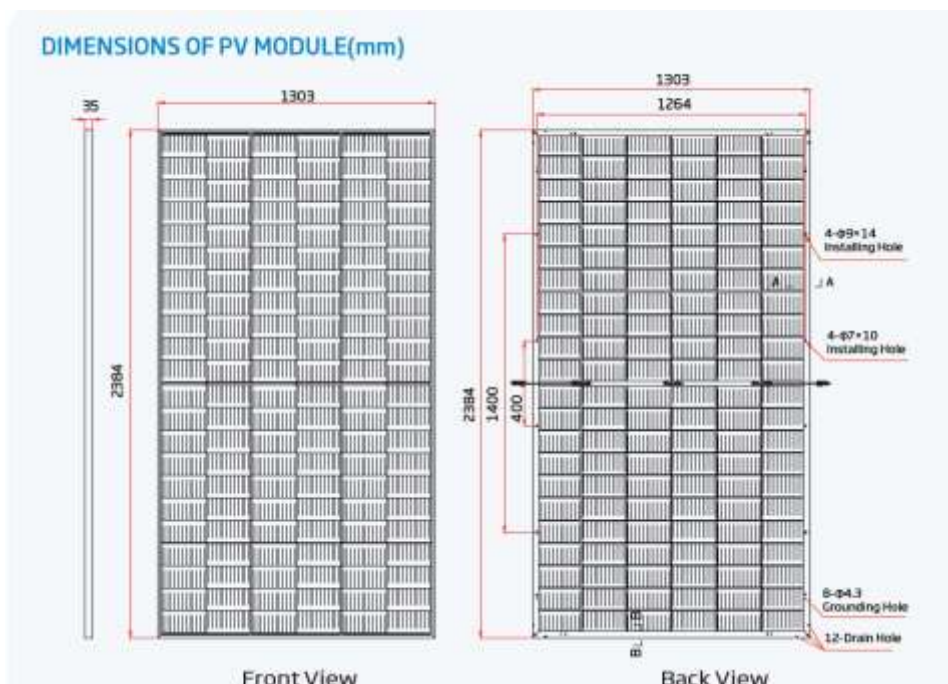 DIMENSIONS OF PV MODULE(mm)
35
1303
2384
Front View
1303
1264
2384
1400
400
4-φ9×14
Installing Hole
A
A
4-φ7×10
Installing Hole
8-φ4.3
Grounding Hole
12-Drain Hole
B
B
Back View